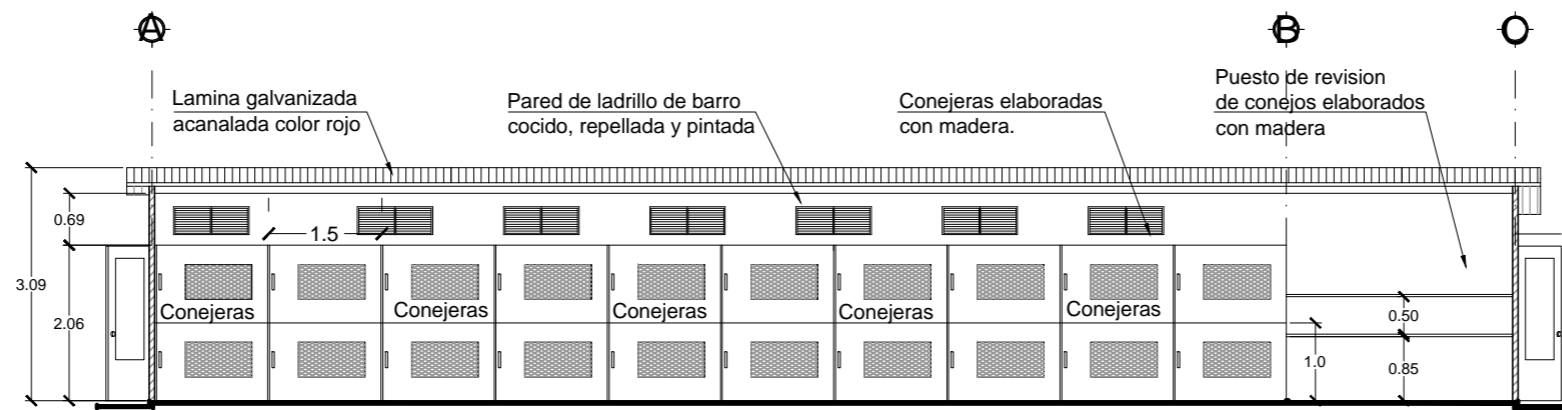 A
B
C
Lamina galvanizada
acanalada color rojo
Pared de ladrillo de barro
cocido, repellada y pintada
Conejeras elaboradas
con madera.
Puesto de revision
de conejos elaborados
con madera
0.69
1.5
3.09
2.06
Conejeras
Conejeras
Conejeras
Conejeras
Conejeras
0.50
1.0
0.85